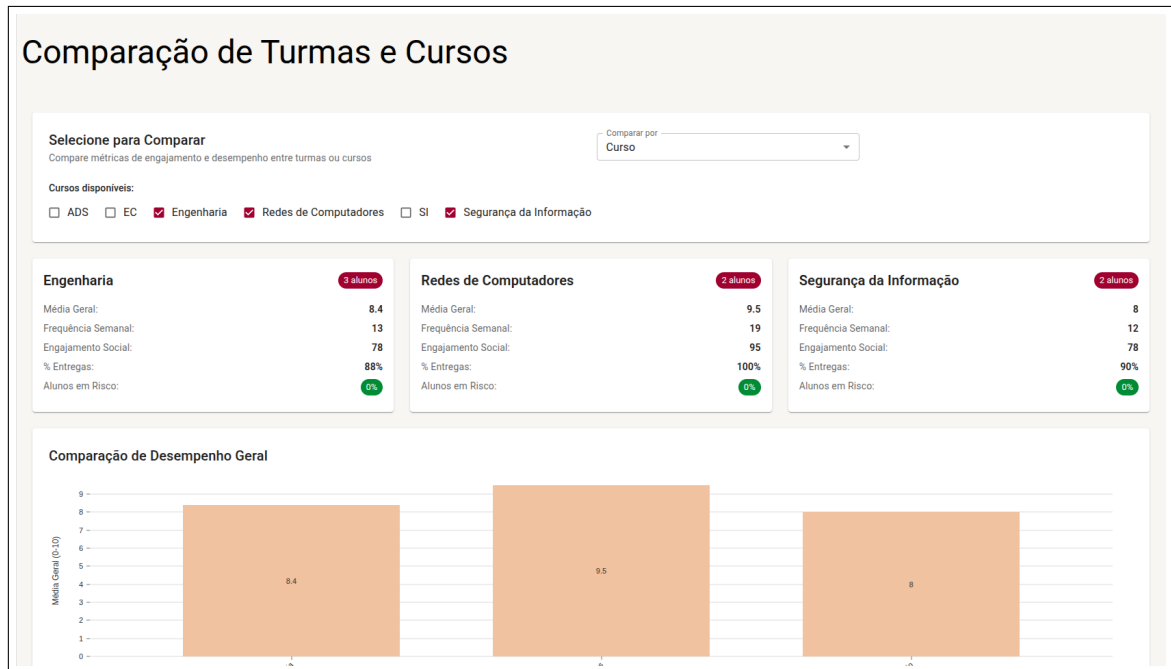 Comparação de Turmas e Cursos
Selecione para Comparar
Compare métricas de engajamento e desempenho entre turmas ou cursos
Comparar por
Curso
Cursos disponíveis:
ADS EC Engenharia Redes de Computadores SI Segurança da Informação
Engenharia 3 alunos
Média Geral: 8.4
Frequência Semanal: 13
Engajamento Social: 78
% Entregas: 88%
Alunos em Risco: 0%
Redes de Computadores 2 alunos
Média Geral: 9.5
Frequência Semanal: 19
Engajamento Social: 95
% Entregas: 100%
Alunos em Risco: 0%
Segurança da Informação 2 alunos
Média Geral: 8
Frequência Semanal: 12
Engajamento Social: 78
% Entregas: 90%
Alunos em Risco: 0%
Comparação de Desempenho Geral
Média Geral (0-10)
9
8
7
6
5
4
3
2
1
0
8.4
9.5
8